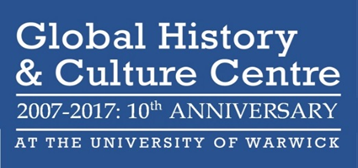 Global History
& Culture Centre
2007-2017: 10th ANNIVERSARY
AT THE UNIVERSITY OF WARWICK